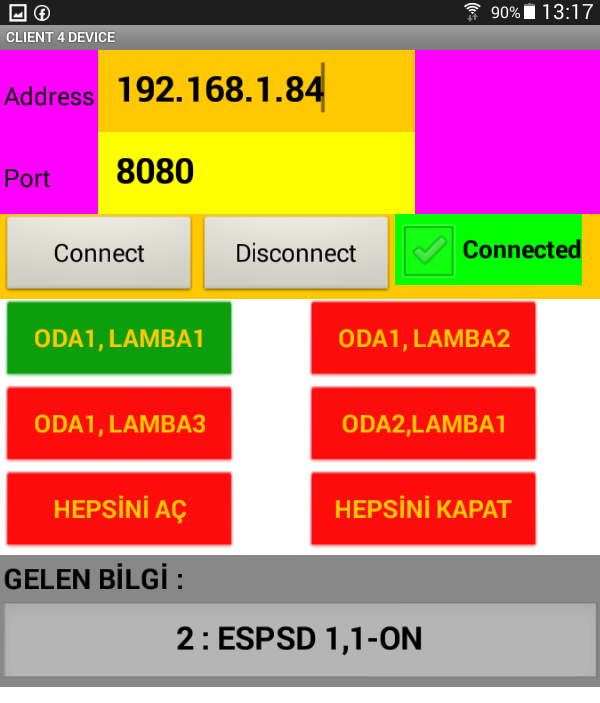 90% 13:17
CLIENT 4 DEVICE
Address 192.168.1.84
Port 8080
Connect Disconnect Connected
ODA1, LAMBA1 ODA1, LAMBA2
ODA1, LAMBA3 ODA2,LAMBA1
HEPSİNİ AÇ HEPSİNİ KAPAT
GELEN BİLGİ :
2 : ESPSD 1,1-ON